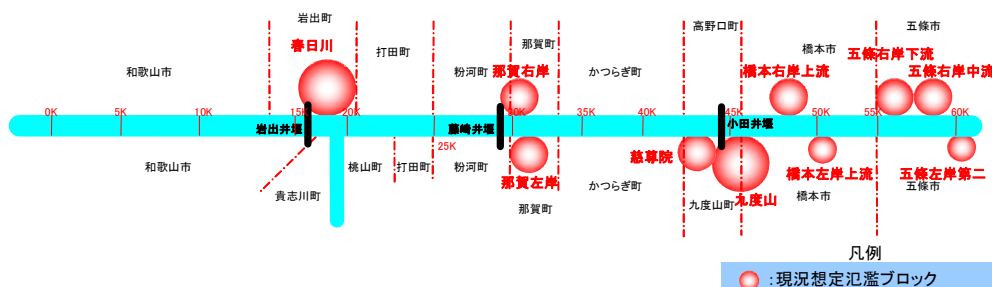 岩出町
高野口町
春日川
那賀町
橋本市
五條市
打田町
五條右岸下流
和歌山市
粉河町
那賀右岸
かつらぎ町
橋本右岸上流
五條右岸中流
0K
5K
10K
15K
20K
30K
35K
40K
45K
50K
55K
60K
岩出井堰
藤崎井堰
小田井堰
25K
和歌山市
桃山町
打田町
粉河町
慈尊院
那賀左岸
かつらぎ町
橋本左岸上流
五條左岸第二
貴志川町
九度山
橋本市
五條市
那賀町
九度山町
凡例
:現況想定氾濫ブロック